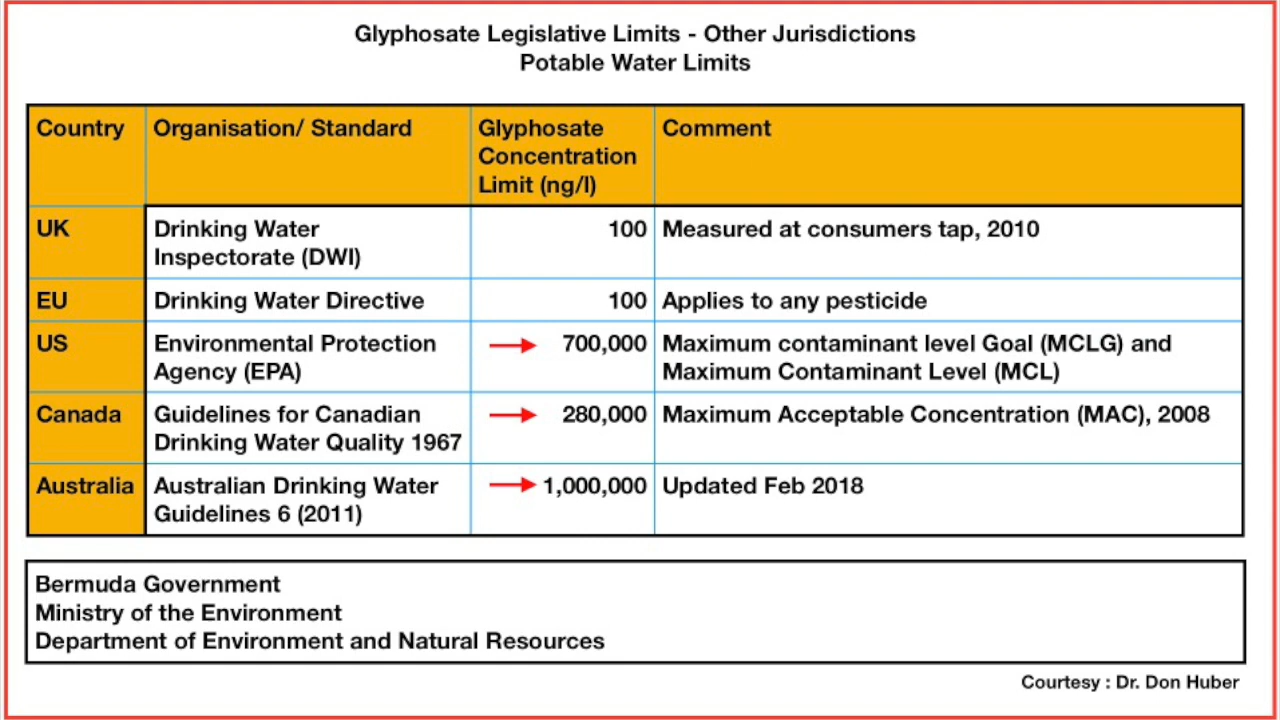 Glyphosate Legislative Limits - Other Jurisdictions
Potable Water Limits
Country Organisation/ Standard Glyphosate Concentration Limit (ng/l) Comment
UK Drinking Water Inspectorate (DWI) 100 Measured at consumers tap, 2010
EU Drinking Water Directive 100 Applies to any pesticide
US Environmental Protection Agency (EPA) 700,000 Maximum contaminant level Goal (MCLG) and Maximum Contaminant Level (MCL)
Canada Guidelines for Canadian Drinking Water Quality 1967 280,000 Maximum Acceptable Concentration (MAC), 2008
Australia Australian Drinking Water Guidelines 6 (2011) 1,000,000 Updated Feb 2018
Bermuda Government
Ministry of the Environment
Department of Environment and Natural Resources
Courtesy : Dr. Don Huber